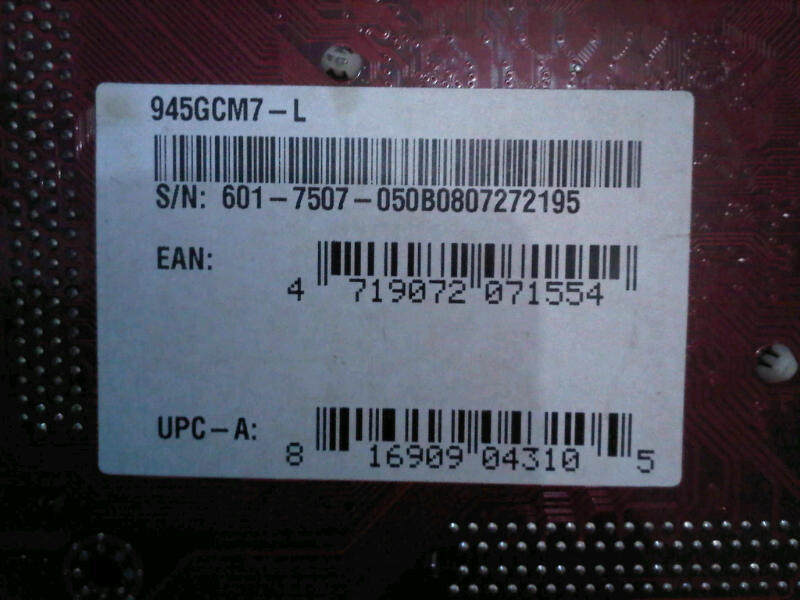 945GCM7-L
S/N: 601-7507-050B0807272195
EAN:
4 719072 071554
UPC-A:
8 16909 04310 5